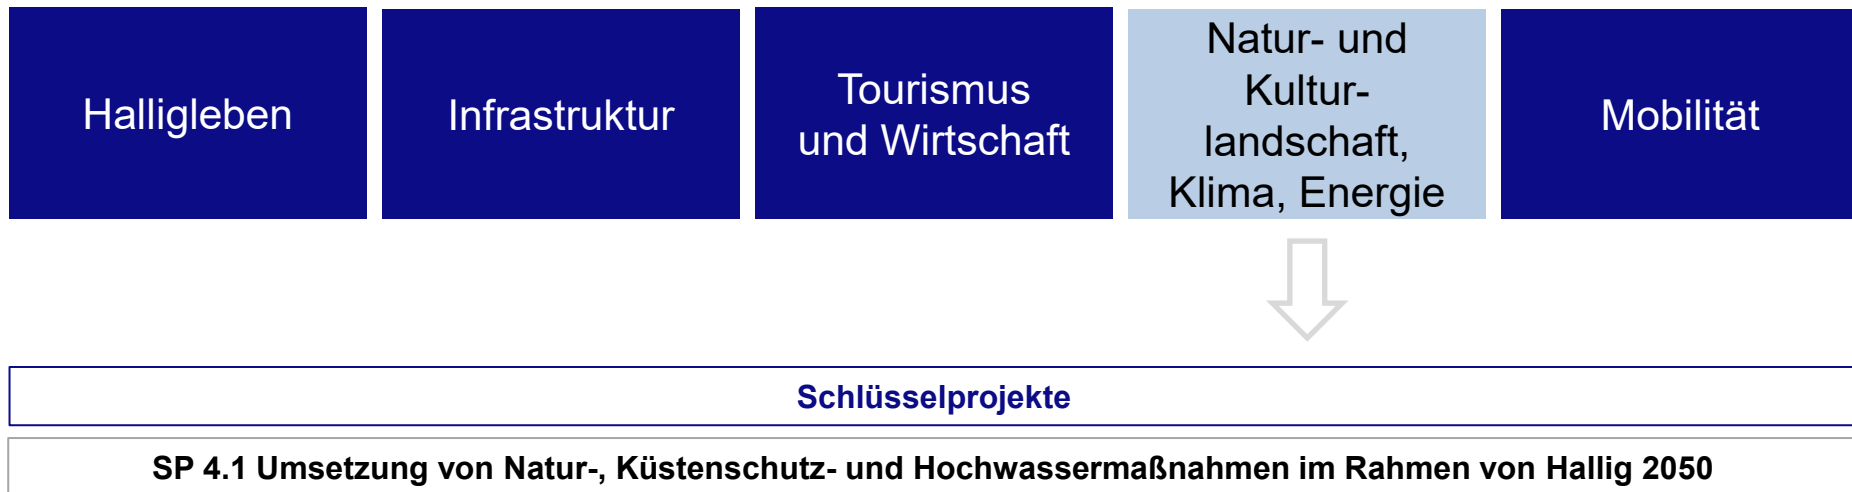 Halligleben
Infrastruktur
Tourismus
und Wirtschaft
Natur- und
Kultur-
landschaft,
Klima, Energie
Mobilität
Schlüsselprojekte
SP 4.1 Umsetzung von Natur-, Küstenschutz- und Hochwassermaßnahmen im Rahmen von Hallig 2050